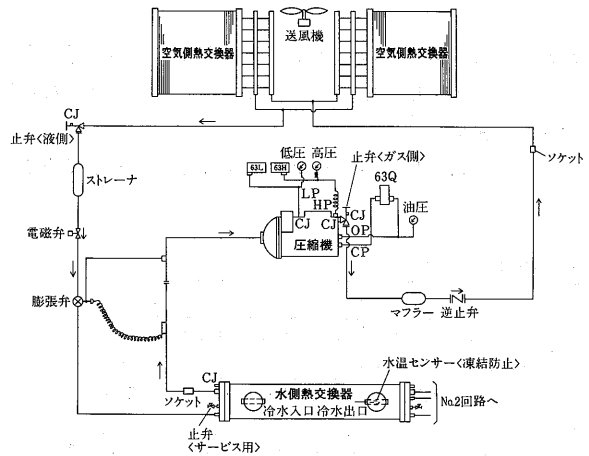 送風機
空気側熱交換器
空気側熱交換器
CJ
止弁<液側>
ストレーナ
電磁弁
膨張弁
低圧
高圧
止弁<ガス側>
63L
63H
63Q
LP
HP
CJ
CJ
CJ
油圧
OP
CP
圧縮機
ソケット
マフラー
逆止弁
水温センサー<凍結防止>
CJ
ソケット
水側熱交換器
冷水入口
冷水出口
No.2回路へ
止弁
<サービス用>